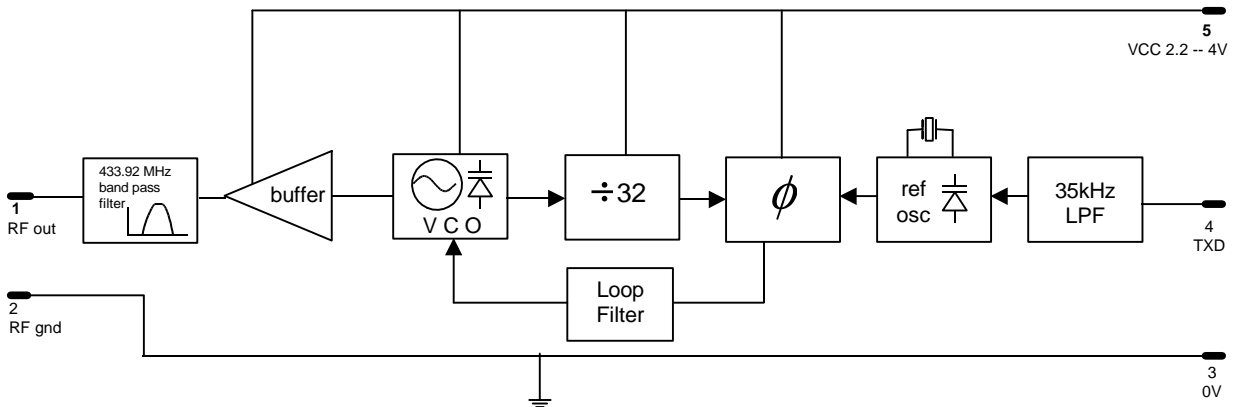 5
VCC 2.2 -- 4V
433.92 MHz
band pass
filter
buffer
V C O
÷32
ϕ
ref
osc
35kHz
LPF
1
RF out
4
TXD
Loop
Filter
2
RF gnd
3
0V